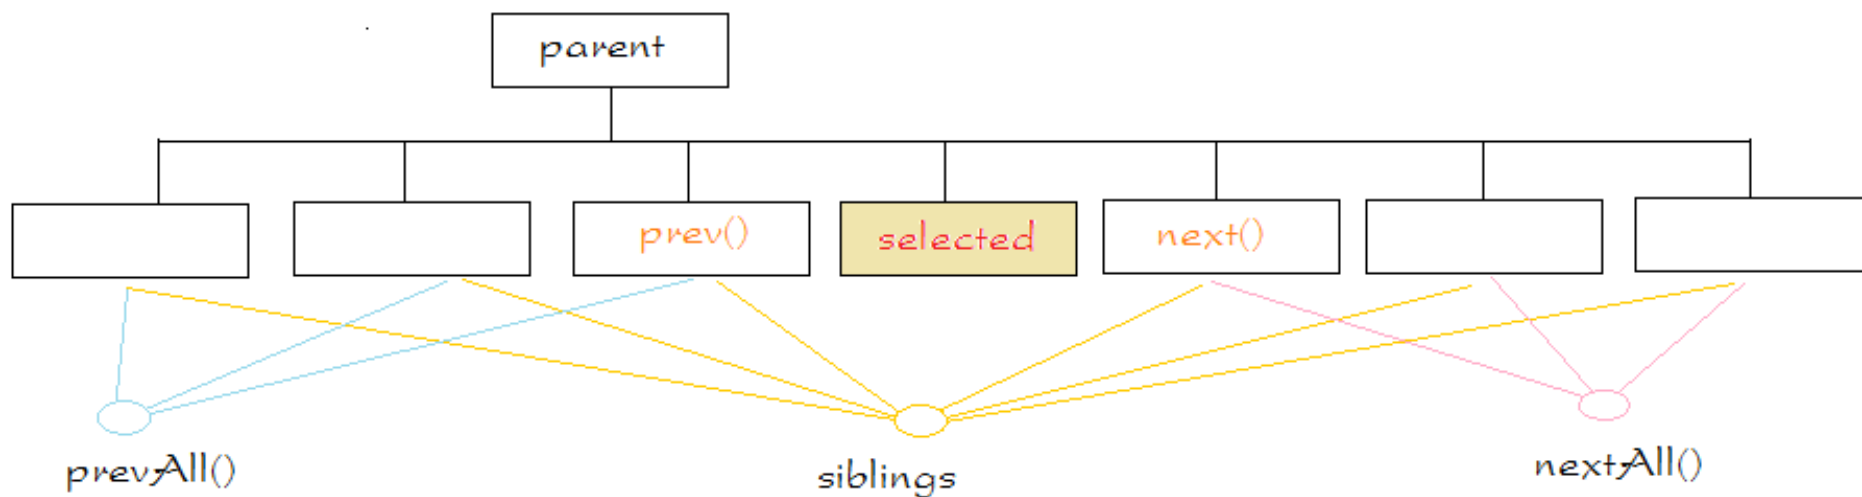 parent
prev()
selected
next()
prevAll()
siblings
nextAll()